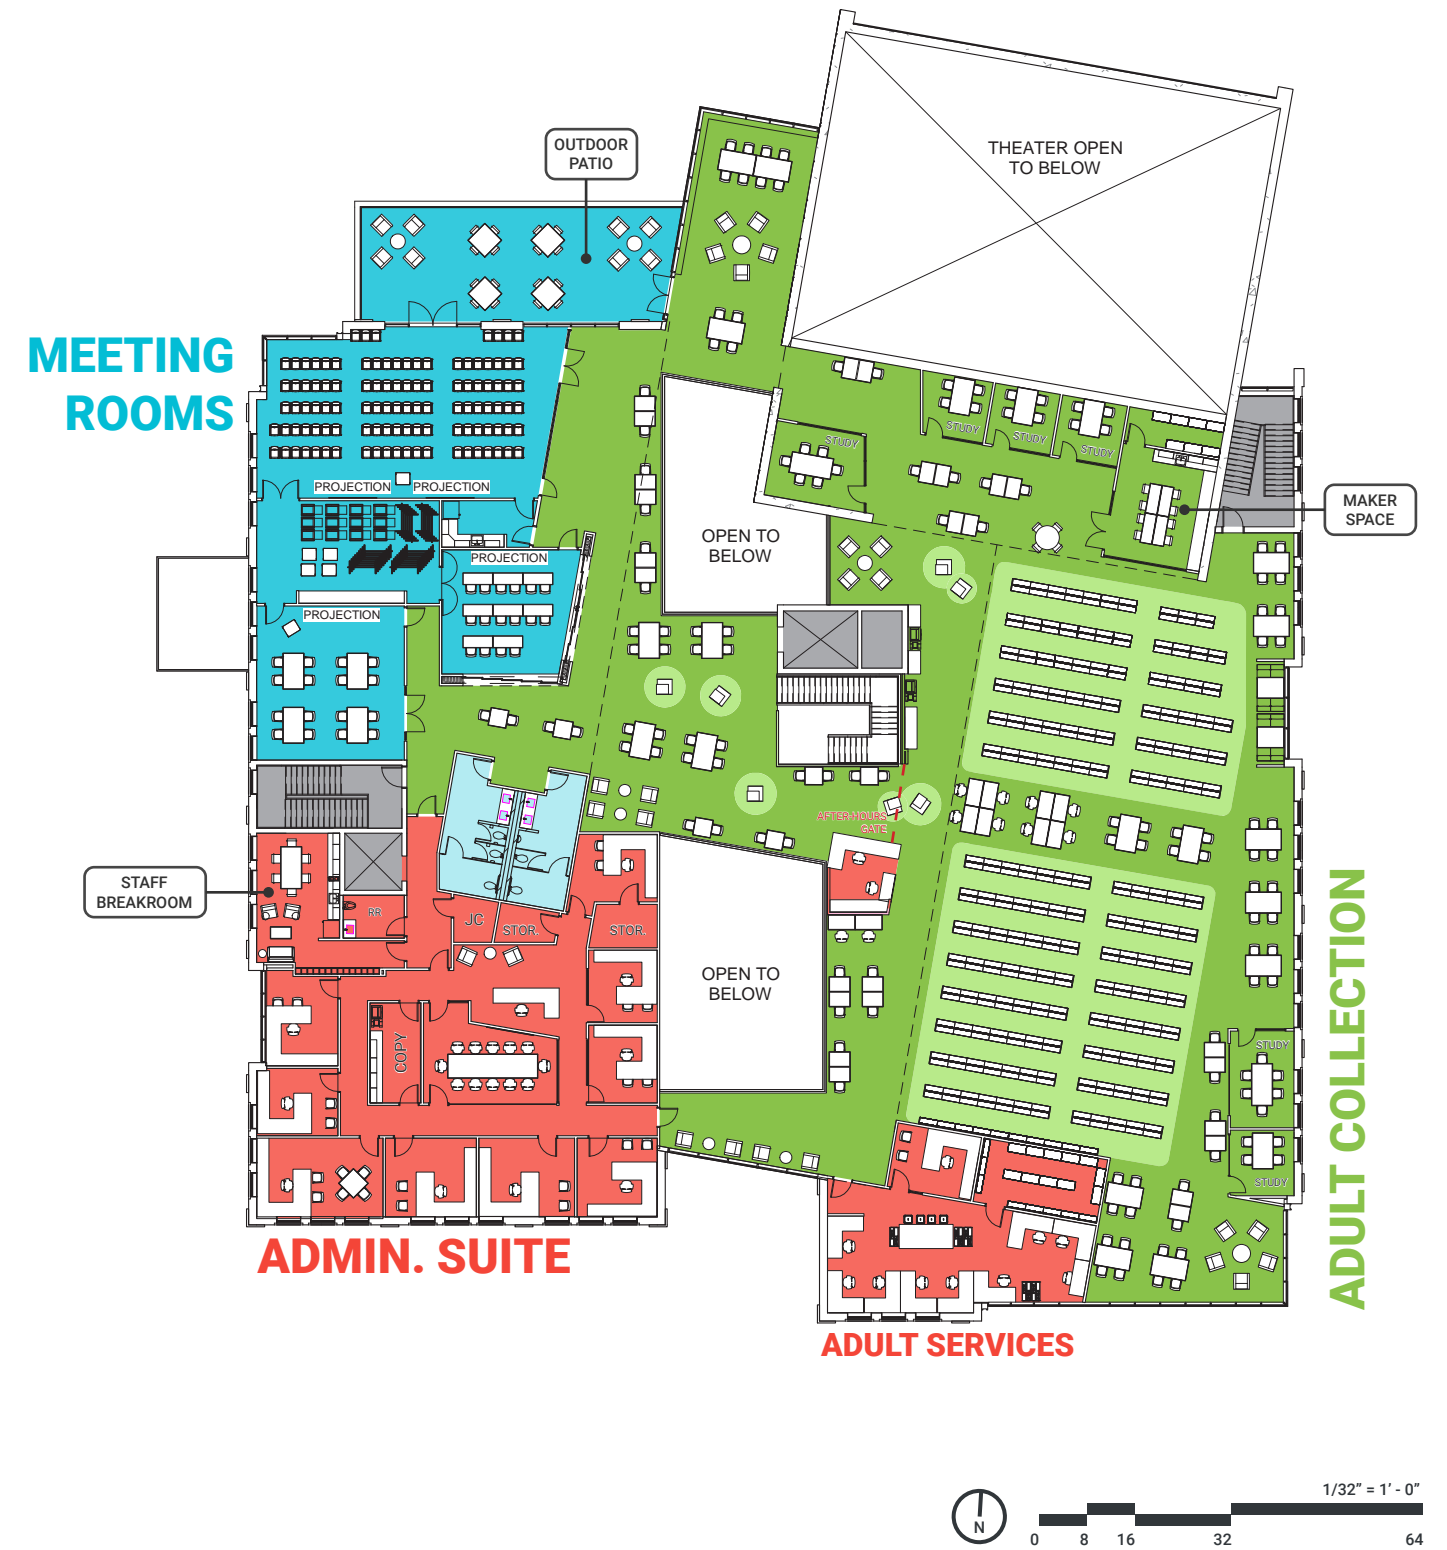 OUTDOOR
PATIO
THEATER OPEN
TO BELOW
MEETING
ROOMS
STUDY
STUDY
STUDY
STUDY
PROJECTION
PROJECTION
MAKER
SPACE
OPEN TO
BELOW
PROJECTION
PROJECTION
AFTER-HOURS
GATE
STAFF
BREAKROOM
RR
JC
STOR.
STOR.
OPEN TO
BELOW
COPY
STUDY
STUDY
ADULT COLLECTION
ADMIN. SUITE
ADULT SERVICES
N
1/32” = 1’ - 0”
0
8
16
32
64